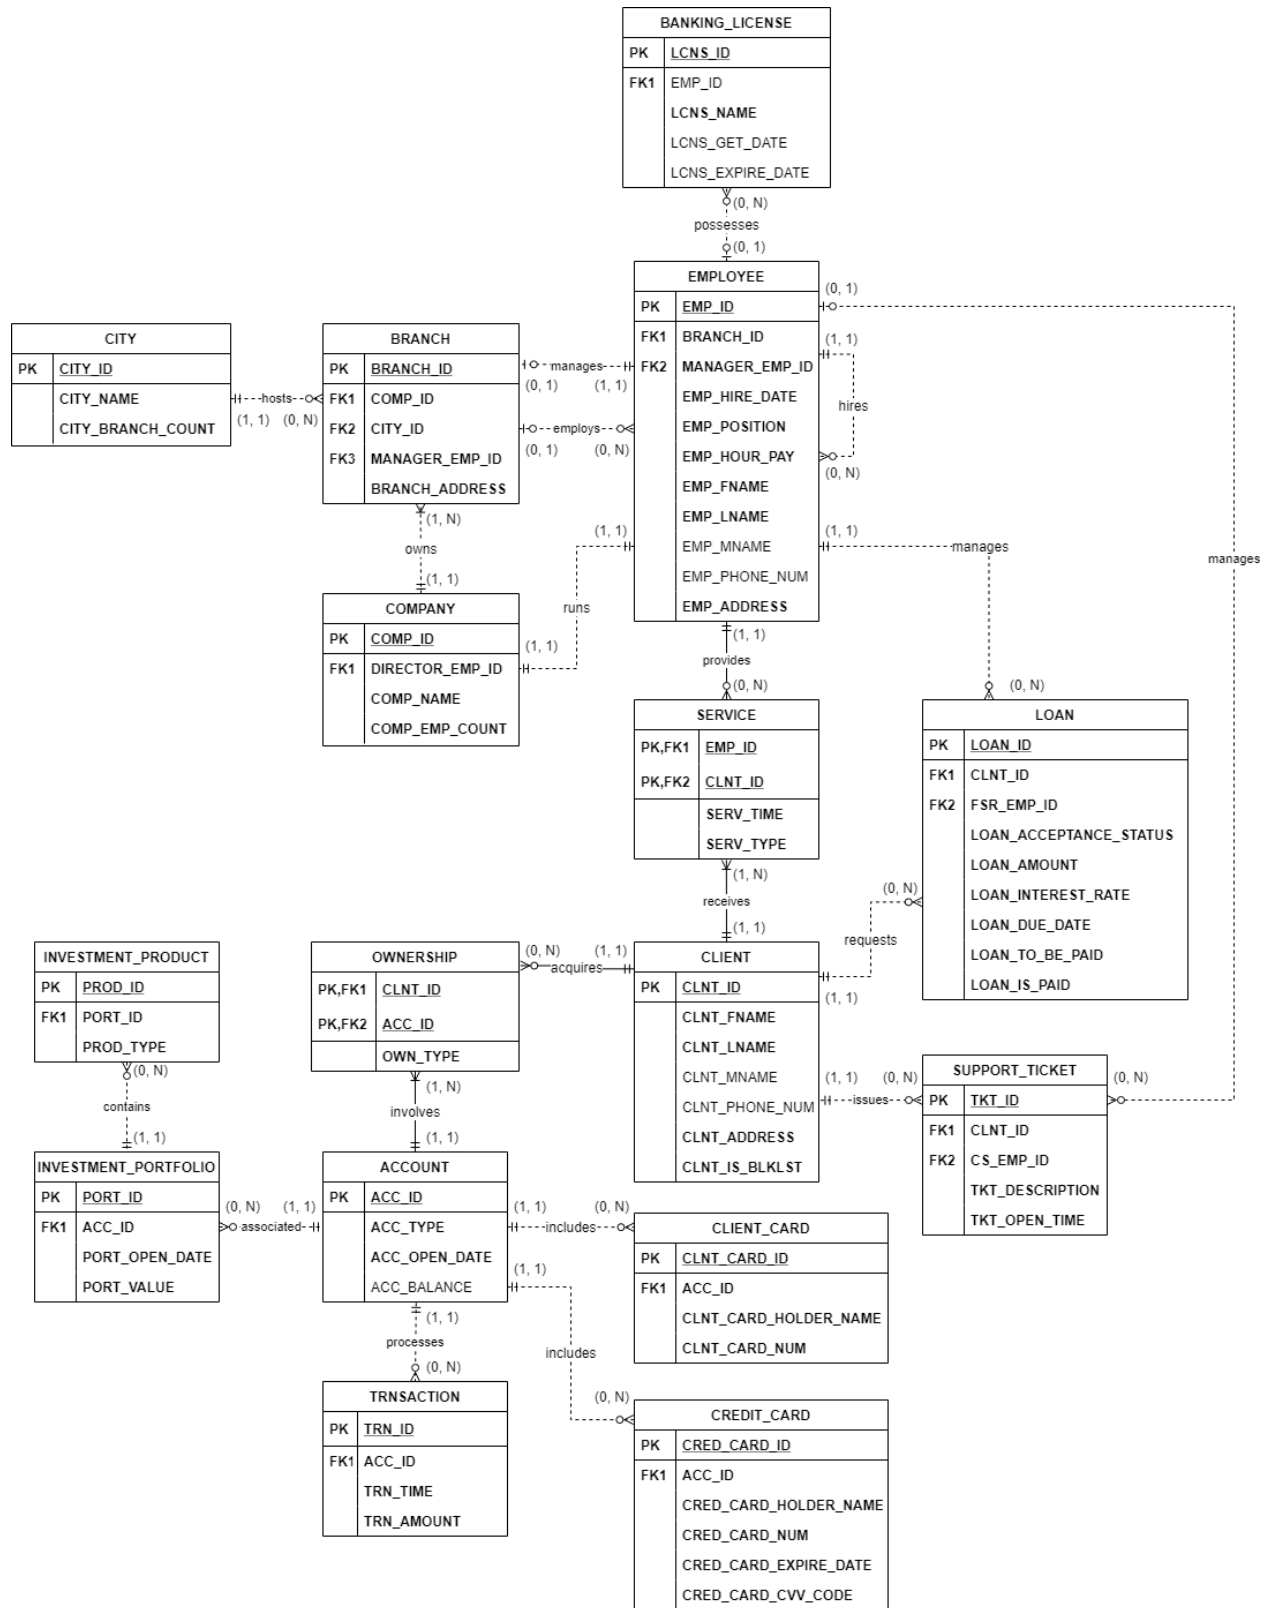 BANKING_LICENSE
PK LCNS_ID
FK1 EMP_ID
LCNS_NAME
LCNS_GET_DATE
LCNS_EXPIRE_DATE
(0, N)
possesses
(0, 1)
EMPLOYEE
PK EMP_ID
FK1 BRANCH_ID
FK2 MANAGER_EMP_ID
EMP_HIRE_DATE
EMP_POSITION
EMP_HOUR_PAY
EMP_FNAME
EMP_LNAME
EMP_MNAME
EMP_PHONE_NUM
EMP_ADDRESS
(0, 1)
manages
(0, N)
(1, 1)
hires
(0, N)
CITY
PK CITY_ID
CITY_NAME
CITY_BRANCH_COUNT
hosts
(1, 1) (0, N)
BRANCH
PK BRANCH_ID
FK1 COMP_ID
FK2 CITY_ID
FK3 MANAGER_EMP_ID
BRANCH_ADDRESS
manages
(0, 1) (1, 1)
employs
(0, 1) (0, N)
(1, N)
owns
(1, 1)
COMPANY
PK COMP_ID
FK1 DIRECTOR_EMP_ID
COMP_NAME
COMP_EMP_COUNT
(1, 1)
runs
(1, 1)
(1, 1)
manages
(0, N)
(1, 1)
provides
(0, N)
SERVICE
PK,FK1 EMP_ID
PK,FK2 CLNT_ID
SERV_TIME
SERV_TYPE
(1, N)
receives
(1, 1)
LOAN
PK LOAN_ID
FK1 CLNT_ID
FK2 FSR_EMP_ID
LOAN_ACCEPTANCE_STATUS
LOAN_AMOUNT
LOAN_INTEREST_RATE
LOAN_DUE_DATE
LOAN_TO_BE_PAID
LOAN_IS_PAID
(0, N)
requests
(1, 1)
INVESTMENT_PRODUCT
PK PROD_ID
FK1 PORT_ID
PROD_TYPE
(0, N)
contains
(1, 1)
OWNERSHIP
PK,FK1 CLNT_ID
PK,FK2 ACC_ID
OWN_TYPE
(0, N) (1, 1)
acquires
(1, N)
involves
(1, 1)
CLIENT
PK CLNT_ID
CLNT_FNAME
CLNT_LNAME
CLNT_MNAME
CLNT_PHONE_NUM
CLNT_ADDRESS
CLNT_IS_BLKLST
(1, 1) (0, N)
issues
SUPPORT_TICKET
PK TKT_ID
FK1 CLNT_ID
FK2 CS_EMP_ID
TKT_DESCRIPTION
TKT_OPEN_TIME
INVESTMENT_PORTFOLIO
PK PORT_ID
FK1 ACC_ID
PORT_OPEN_DATE
PORT_VALUE
(0, N) (1, 1)
associated
ACCOUNT
PK ACC_ID
ACC_TYPE
ACC_OPEN_DATE
ACC_BALANCE
(1, 1) (0, N)
includes
(1, 1)
includes
(0, N)
(1, 1)
processes
(0, N)
CLIENT_CARD
PK CLNT_CARD_ID
FK1 ACC_ID
CLNT_CARD_HOLDER_NAME
CLNT_CARD_NUM
TRNSACTION
PK TRN_ID
FK1 ACC_ID
TRN_TIME
TRN_AMOUNT
CREDIT_CARD
PK CRED_CARD_ID
FK1 ACC_ID
CRED_CARD_HOLDER_NAME
CRED_CARD_NUM
CRED_CARD_EXPIRE_DATE
CRED_CARD_CVV_CODE